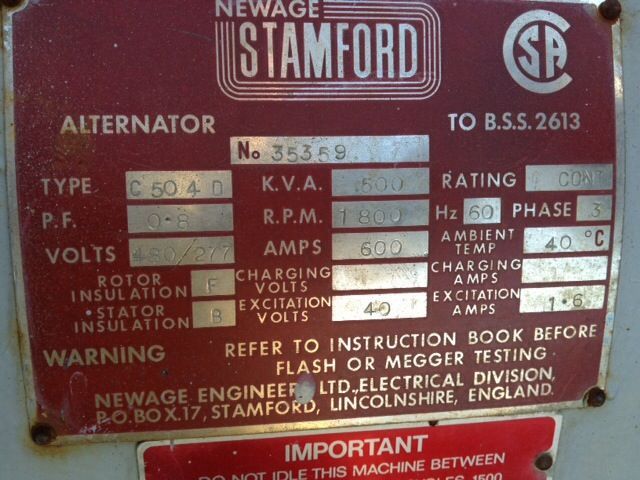 NEWAGE
STAMFORD
CSA
ALTERNATOR TO B.S.S. 2613
No 35359
TYPE C504D K.V.A. 500 RATING CONT
P.F. 0·8 R.P.M. 1800 Hz 60 PHASE 3
VOLTS 480/277 AMPS 600 AMBIENT TEMP 40 °C
ROTOR INSULATION F CHARGING VOLTS CHARGING AMPS
STATOR INSULATION B EXCITATION VOLTS 40 EXCITATION AMPS 1·6
WARNING REFER TO INSTRUCTION BOOK BEFORE
FLASH OR MEGGER TESTING
NEWAGE LTD. ELECTRICAL DIVISION,
P.O. BOX.17, STAMFORD, LINCOLNSHIRE, ENGLAND.
IMPORTANT
DO NOT IDLE THIS MACHINE BETWEEN
1500